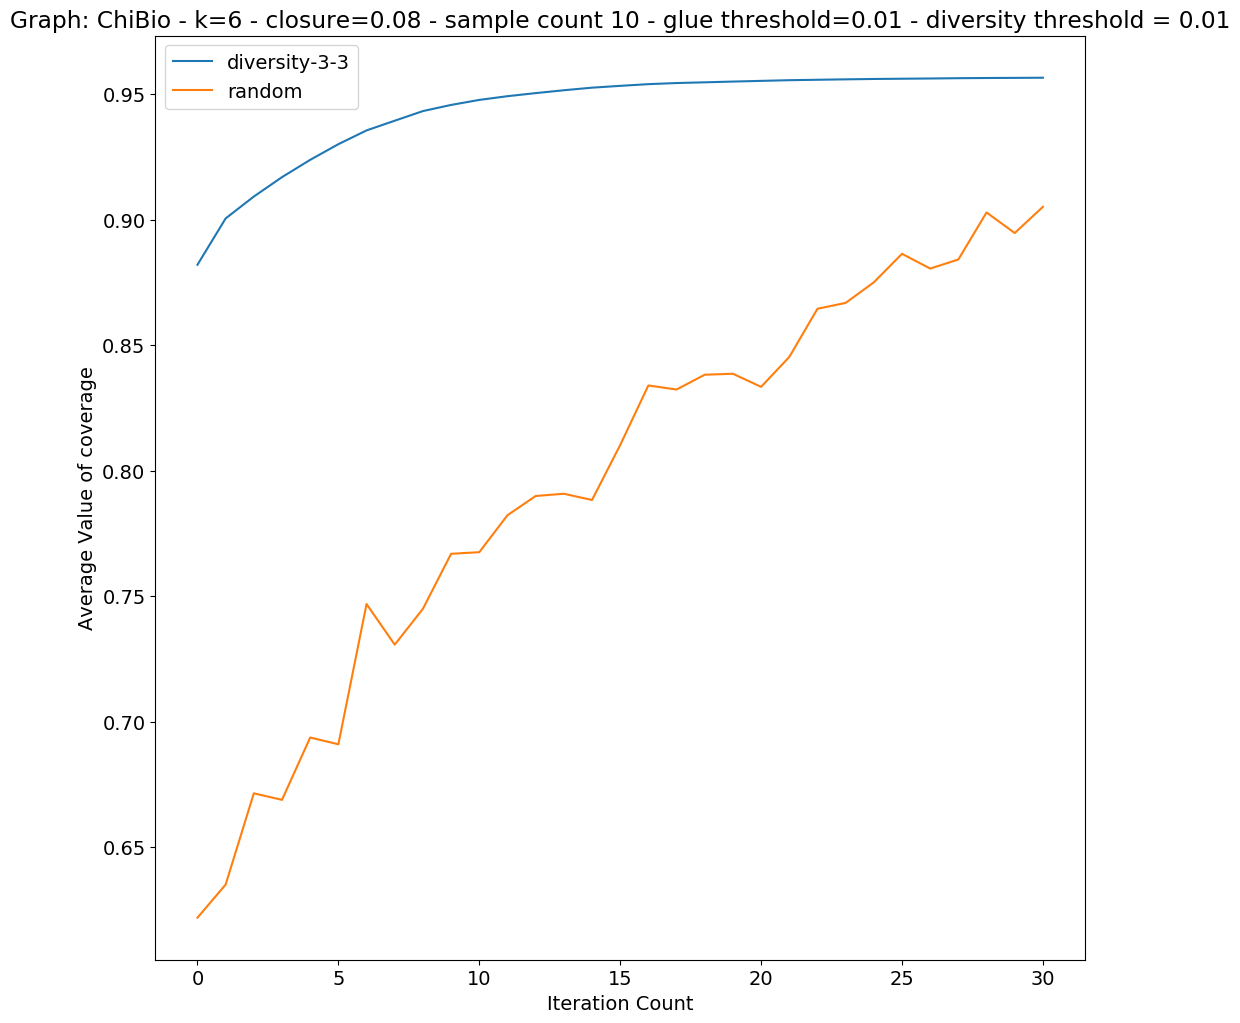 Graph: ChiBio - k=6 - closure=0.08 - sample count 10 - glue threshold=0.01 - diversity threshold = 0.01
diversity-3-3
random
0.95
0.90
0.85
0.80
0.75
0.70
0.65
Average Value of coverage
0 5 10 15 20 25 30
Iteration Count